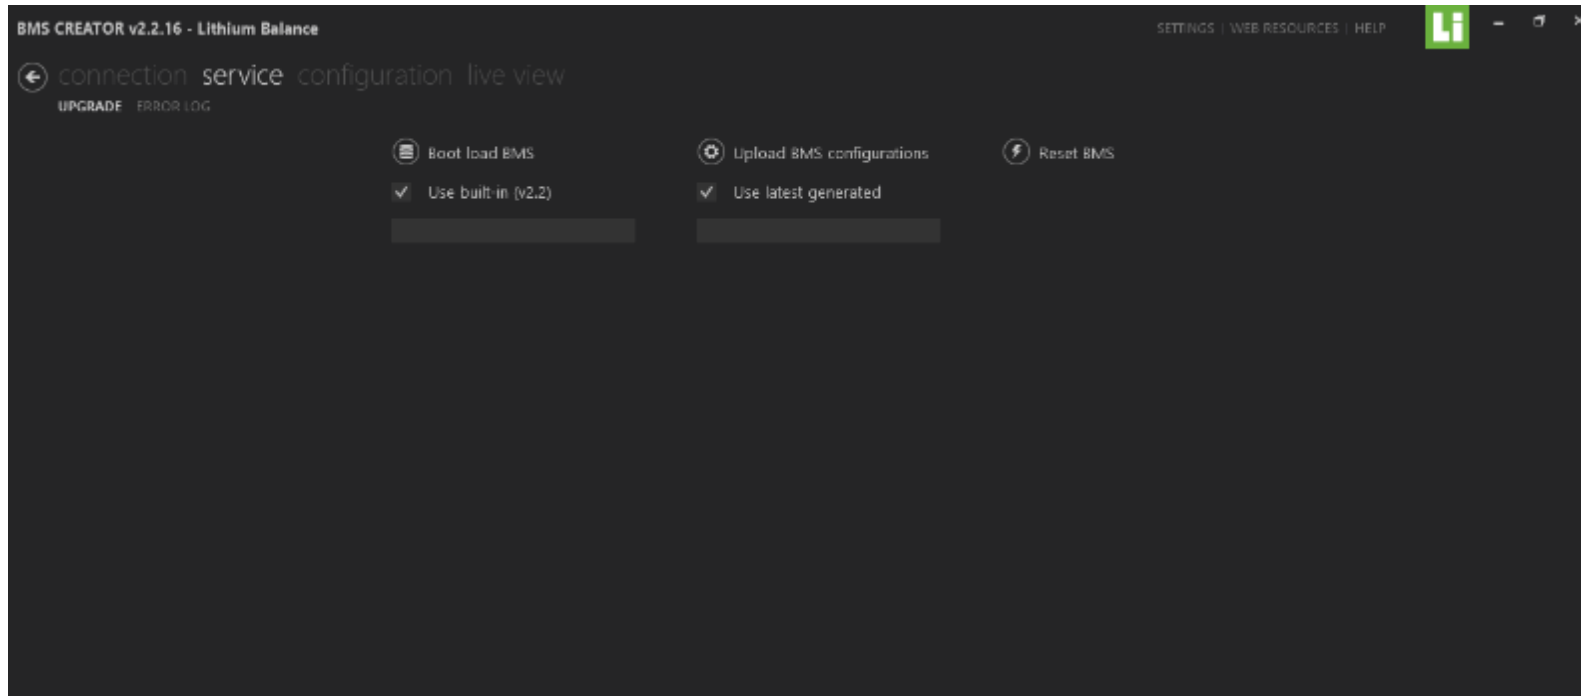 BMS CREATOR v2.2.16 - Lithium Balance
SETTINGS | WEB RESOURCES | HELP
Li
connection service configuration live view
UPGRADE ERROR LOG
Boot load BMS
Upload BMS configurations
Reset BMS
Use built-in (v2.2)
Use latest generated